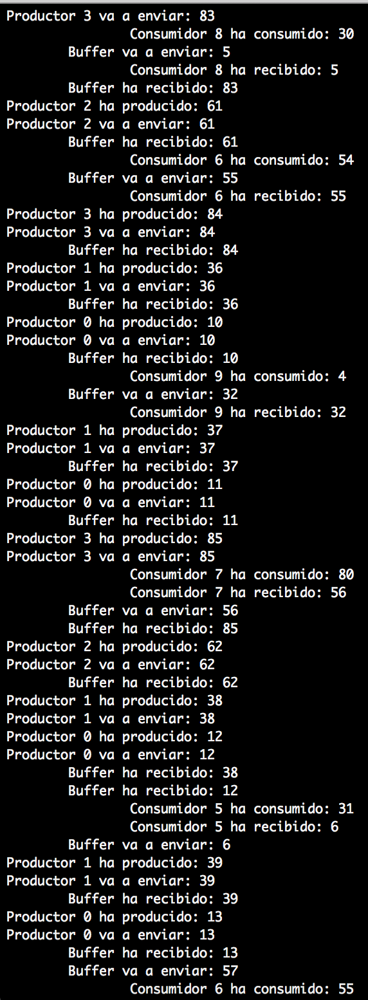 Productor 3 va a enviar: 83
Consumidor 8 ha consumido: 30
Buffer va a enviar: 5
Consumidor 8 ha recibido: 5
Buffer ha recibido: 83
Productor 2 ha producido: 61
Productor 2 va a enviar: 61
Buffer ha recibido: 61
Consumidor 6 ha consumido: 54
Buffer va a enviar: 55
Consumidor 6 ha recibido: 55
Productor 3 ha producido: 84
Productor 3 va a enviar: 84
Buffer ha recibido: 84
Productor 1 ha producido: 36
Productor 1 va a enviar: 36
Buffer ha recibido: 36
Productor 0 ha producido: 10
Productor 0 va a enviar: 10
Buffer ha recibido: 10
Consumidor 9 ha consumido: 4
Buffer va a enviar: 32
Consumidor 9 ha recibido: 32
Productor 1 ha producido: 37
Productor 1 va a enviar: 37
Buffer ha recibido: 37
Productor 0 ha producido: 11
Productor 0 va a enviar: 11
Buffer ha recibido: 11
Productor 3 ha producido: 85
Productor 3 va a enviar: 85
Consumidor 7 ha consumido: 80
Consumidor 7 ha recibido: 56
Buffer va a enviar: 56
Buffer ha recibido: 85
Productor 2 ha producido: 62
Productor 2 va a enviar: 62
Buffer ha recibido: 62
Productor 1 ha producido: 38
Productor 1 va a enviar: 38
Productor 0 ha producido: 12
Productor 0 va a enviar: 12
Buffer ha recibido: 38
Buffer ha recibido: 12
Consumidor 5 ha consumido: 31
Consumidor 5 ha recibido: 6
Buffer va a enviar: 6
Productor 1 ha producido: 39
Productor 1 va a enviar: 39
Buffer ha recibido: 39
Productor 0 ha producido: 13
Productor 0 va a enviar: 13
Buffer ha recibido: 13
Buffer va a enviar: 57
Consumidor 6 ha consumido: 55